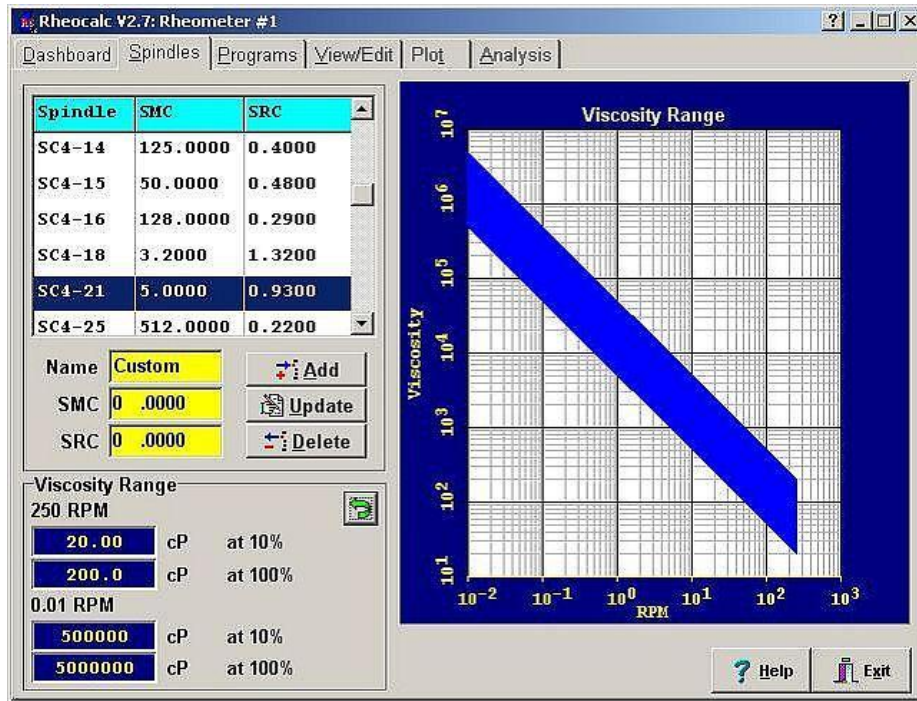 Rheocalc V2.7: Rheometer #1
Dashboard Spindles Programs View/Edit Plot Analysis
Spindle SMC SRC
SC4-14 125.0000 0.4000
SC4-15 50.0000 0.4800
SC4-16 128.0000 0.2900
SC4-18 3.2000 1.3200
SC4-21 5.0000 0.9300
SC4-25 512.0000 0.2200
Name Custom Add
SMC 0 .0000 Update
SRC 0 .0000 Delete
Viscosity Range
250 RPM
20.00 cP at 10%
200.0 cP at 100%
0.01 RPM
500000 cP at 10%
5000000 cP at 100%
Viscosity Range
Viscosity
10^7
10^6
10^5
10^4
10^3
10^2
10^1
10^-2 10^-1 10^0 10^1 10^2 10^3
RPM
Help Exit